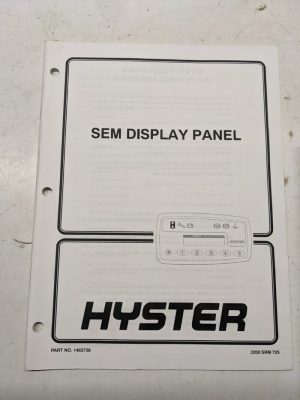 SEM DISPLAY PANEL
HYSTER
PART NO. 1463738
2200 SRM 725